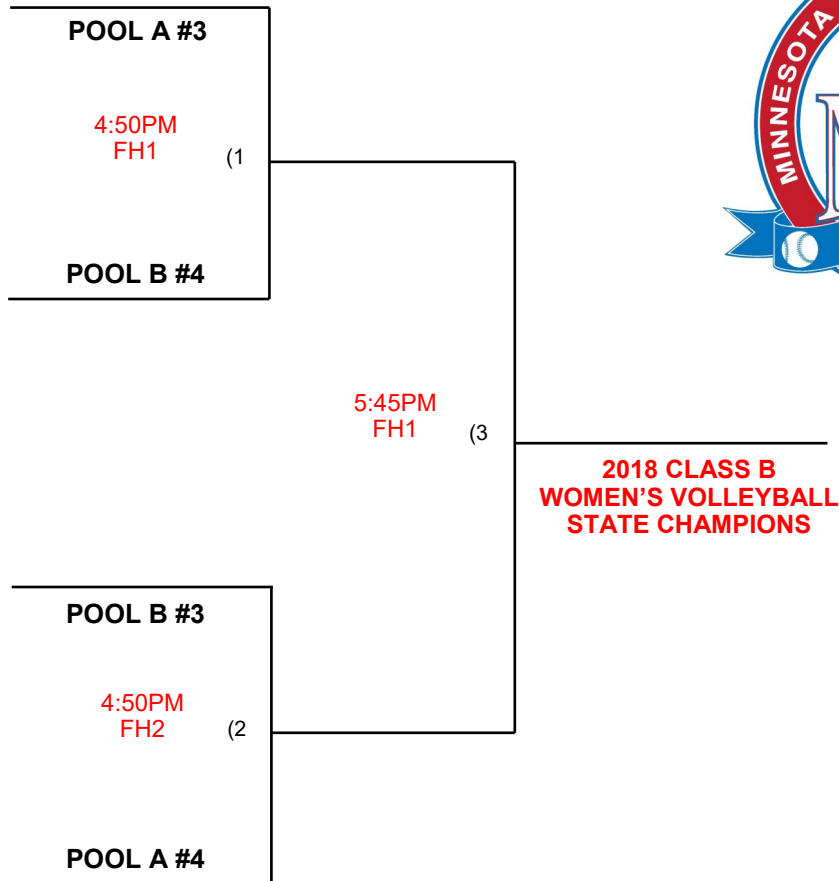 POOL A #3
MINNESOTA
4:50PM
FH1
(1
POOL B #4
5:45PM
FH1
(3
2018 CLASS B
WOMEN’S VOLLEYBALL
STATE CHAMPIONS
POOL B #3
4:50PM
FH2
(2
POOL A #4